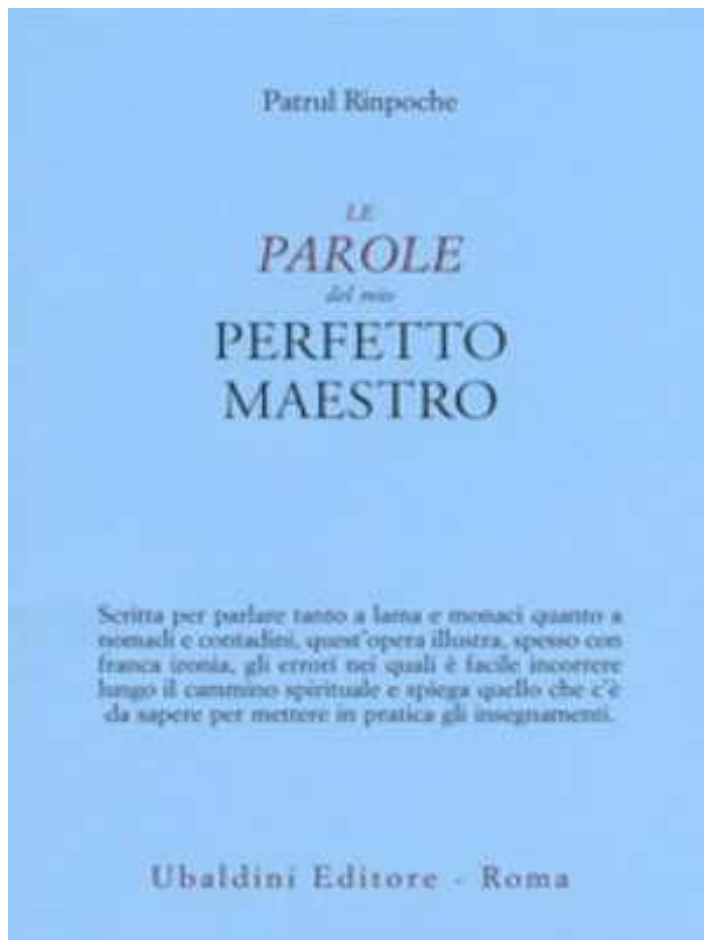 Patrul Rinpoche
LE
PAROLE
del mio
PERFETTO
MAESTRO
Scritta per parlare tanto a lama e monaci quanto a
nomadi e contadini, quest'opera illustra, spesso con
franca ironia, gli errori nei quali è facile incorrere
lungo il cammino spirituale e spiega quello che c'è
da sapere per mettere in pratica gli insegnamenti.
Ubaldini Editore - Roma